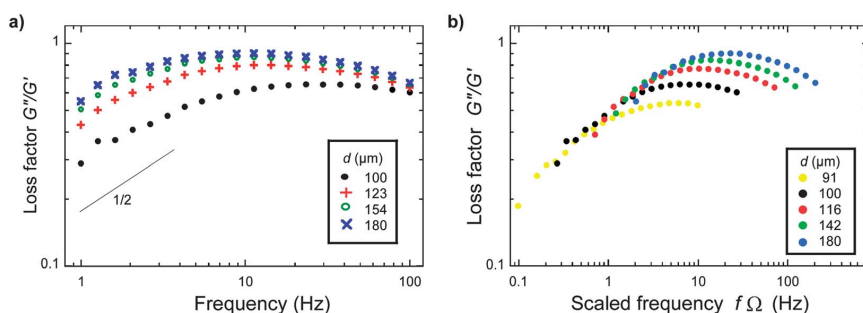 a)
Loss factor G"/G'
1
0.1
1/2
d (µm)
100
123
154
180
1
10
100
Frequency (Hz)
b)
Loss factor G"/G'
1
0.1
d (µm)
91
100
116
142
180
0.1
1
10
100
Scaled frequency f Ω (Hz)